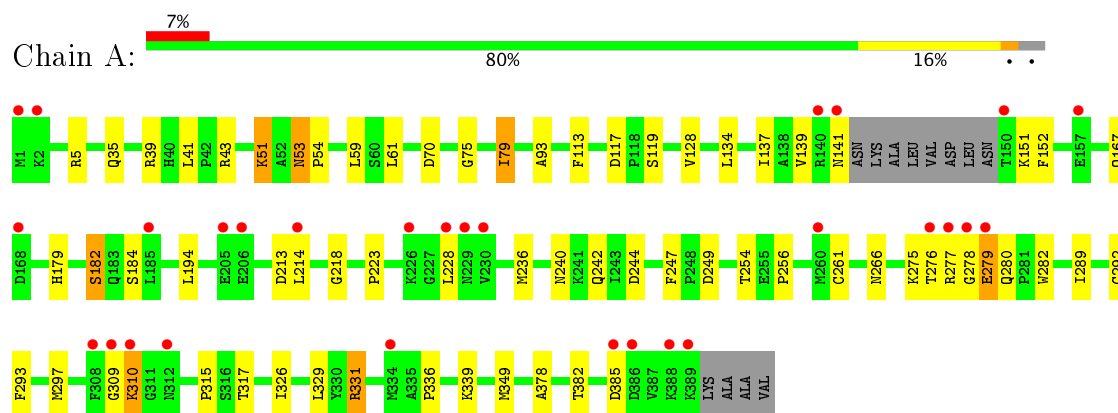 7%
Chain A:
80% 16% • •
M1 K2 R5 Q35 R39 H40 L41 P42 R43 K51 A52 N53 P54 L59 S60 L61 D70 G75 I79 A93 F113 D117 P118 S119 V128 L134 I137 A138 V139 A140 N141 ASN LYS ALA LEU VAL ASP LEU ASN T150 K151 F152 E157
D168 H179 S182 Q183 S184 L185 L194 E205 E206 D213 L214 G218 P223 K226 G227 L228 N229 V230 M236 N240 K241 Q242 I243 D244 F247 P248 D249 T254 E255 P256 M260 C261 N266 K275 T276 R277 G278 E279 Q280 P281 W282 I289
F293 M297 F308 G309 K310 G311 N312 P315 S316 T317 I326 L329 Y330 R331 M334 A335 P336 K339 M349 A378 T382 D385 D386 V387 K388 K389 LYS ALA ALA VAL